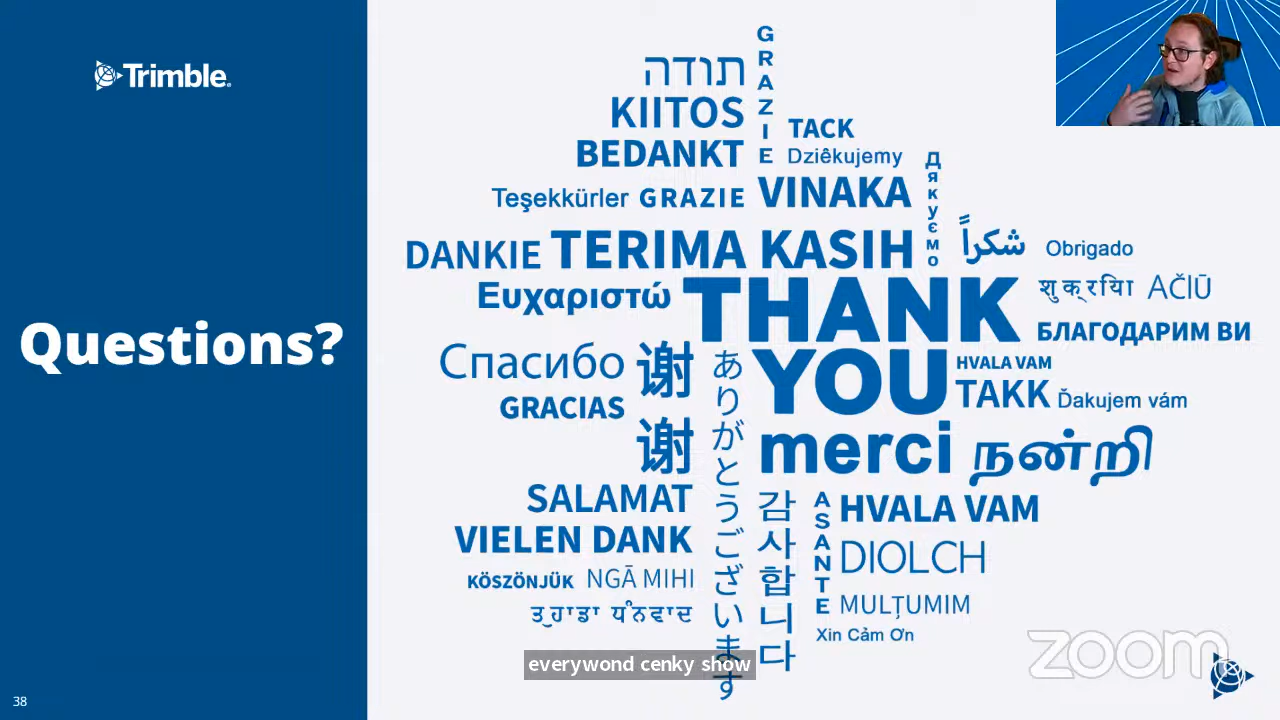 Trimble
Questions?
38
תודה
GRAZIE
KIITOS
TACK
BEDANKT
Dziêkujemy
Дякуємо
Teşekkürler GRAZIE VINAKA
DANKIE TERIMA KASIH
شكراً
Obrigado
Ευχαριστώ THANK YOU
शुक्रिया AČIŪ
БЛАГОДАРИМ ВИ
Спасибо 谢谢
ありがとうございます
HVALA VAM
GRACIAS
TAKK Ďakujem vám
merci நன்றி
SALAMAT
감사합니다
ASANTE
HVALA VAM
VIELEN DANK
DIOLCH
KÖSZÖNJÜK NGĀ MIHI
MULȚUMIM
ਤੁਹਾਡਾ ਧੰਨਵਾਦ
Xin Cảm Ơn
everywond cenky show
zoom